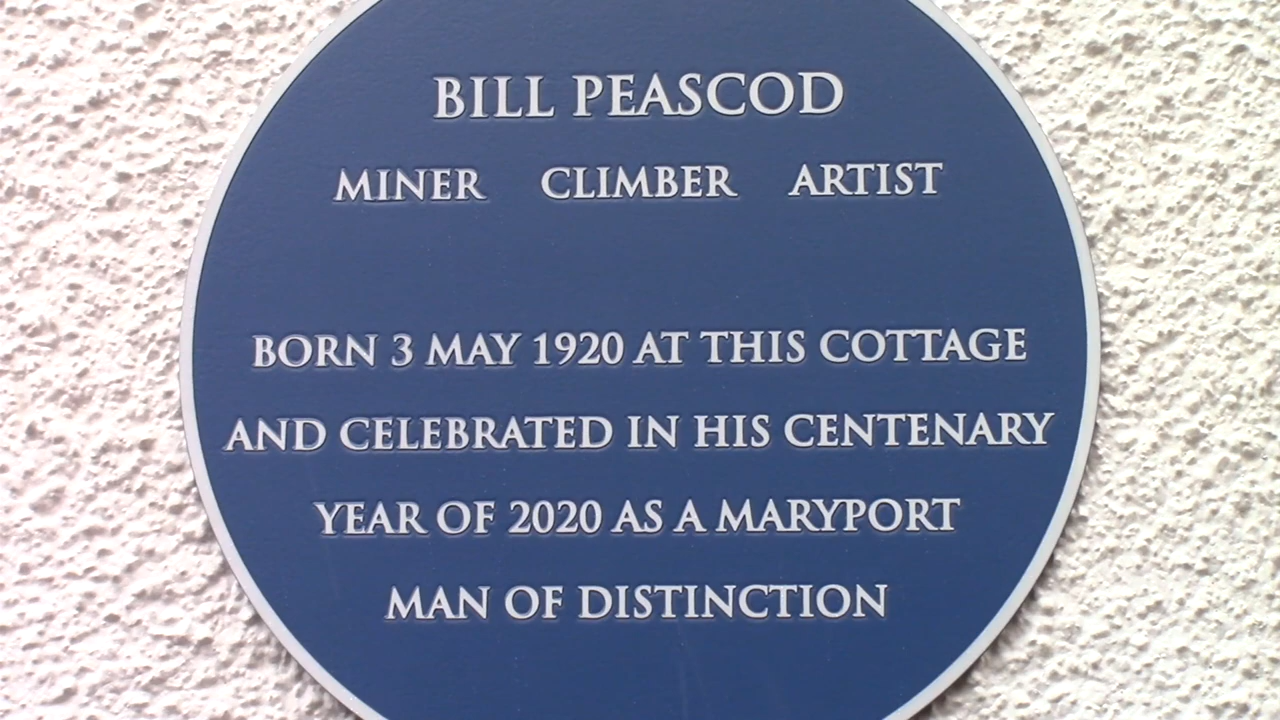 BILL PEASCOD
MINER CLIMBER ARTIST
BORN 3 MAY 1920 AT THIS COTTAGE
AND CELEBRATED IN HIS CENTENARY
YEAR OF 2020 AS A MARYPORT
MAN OF DISTINCTION